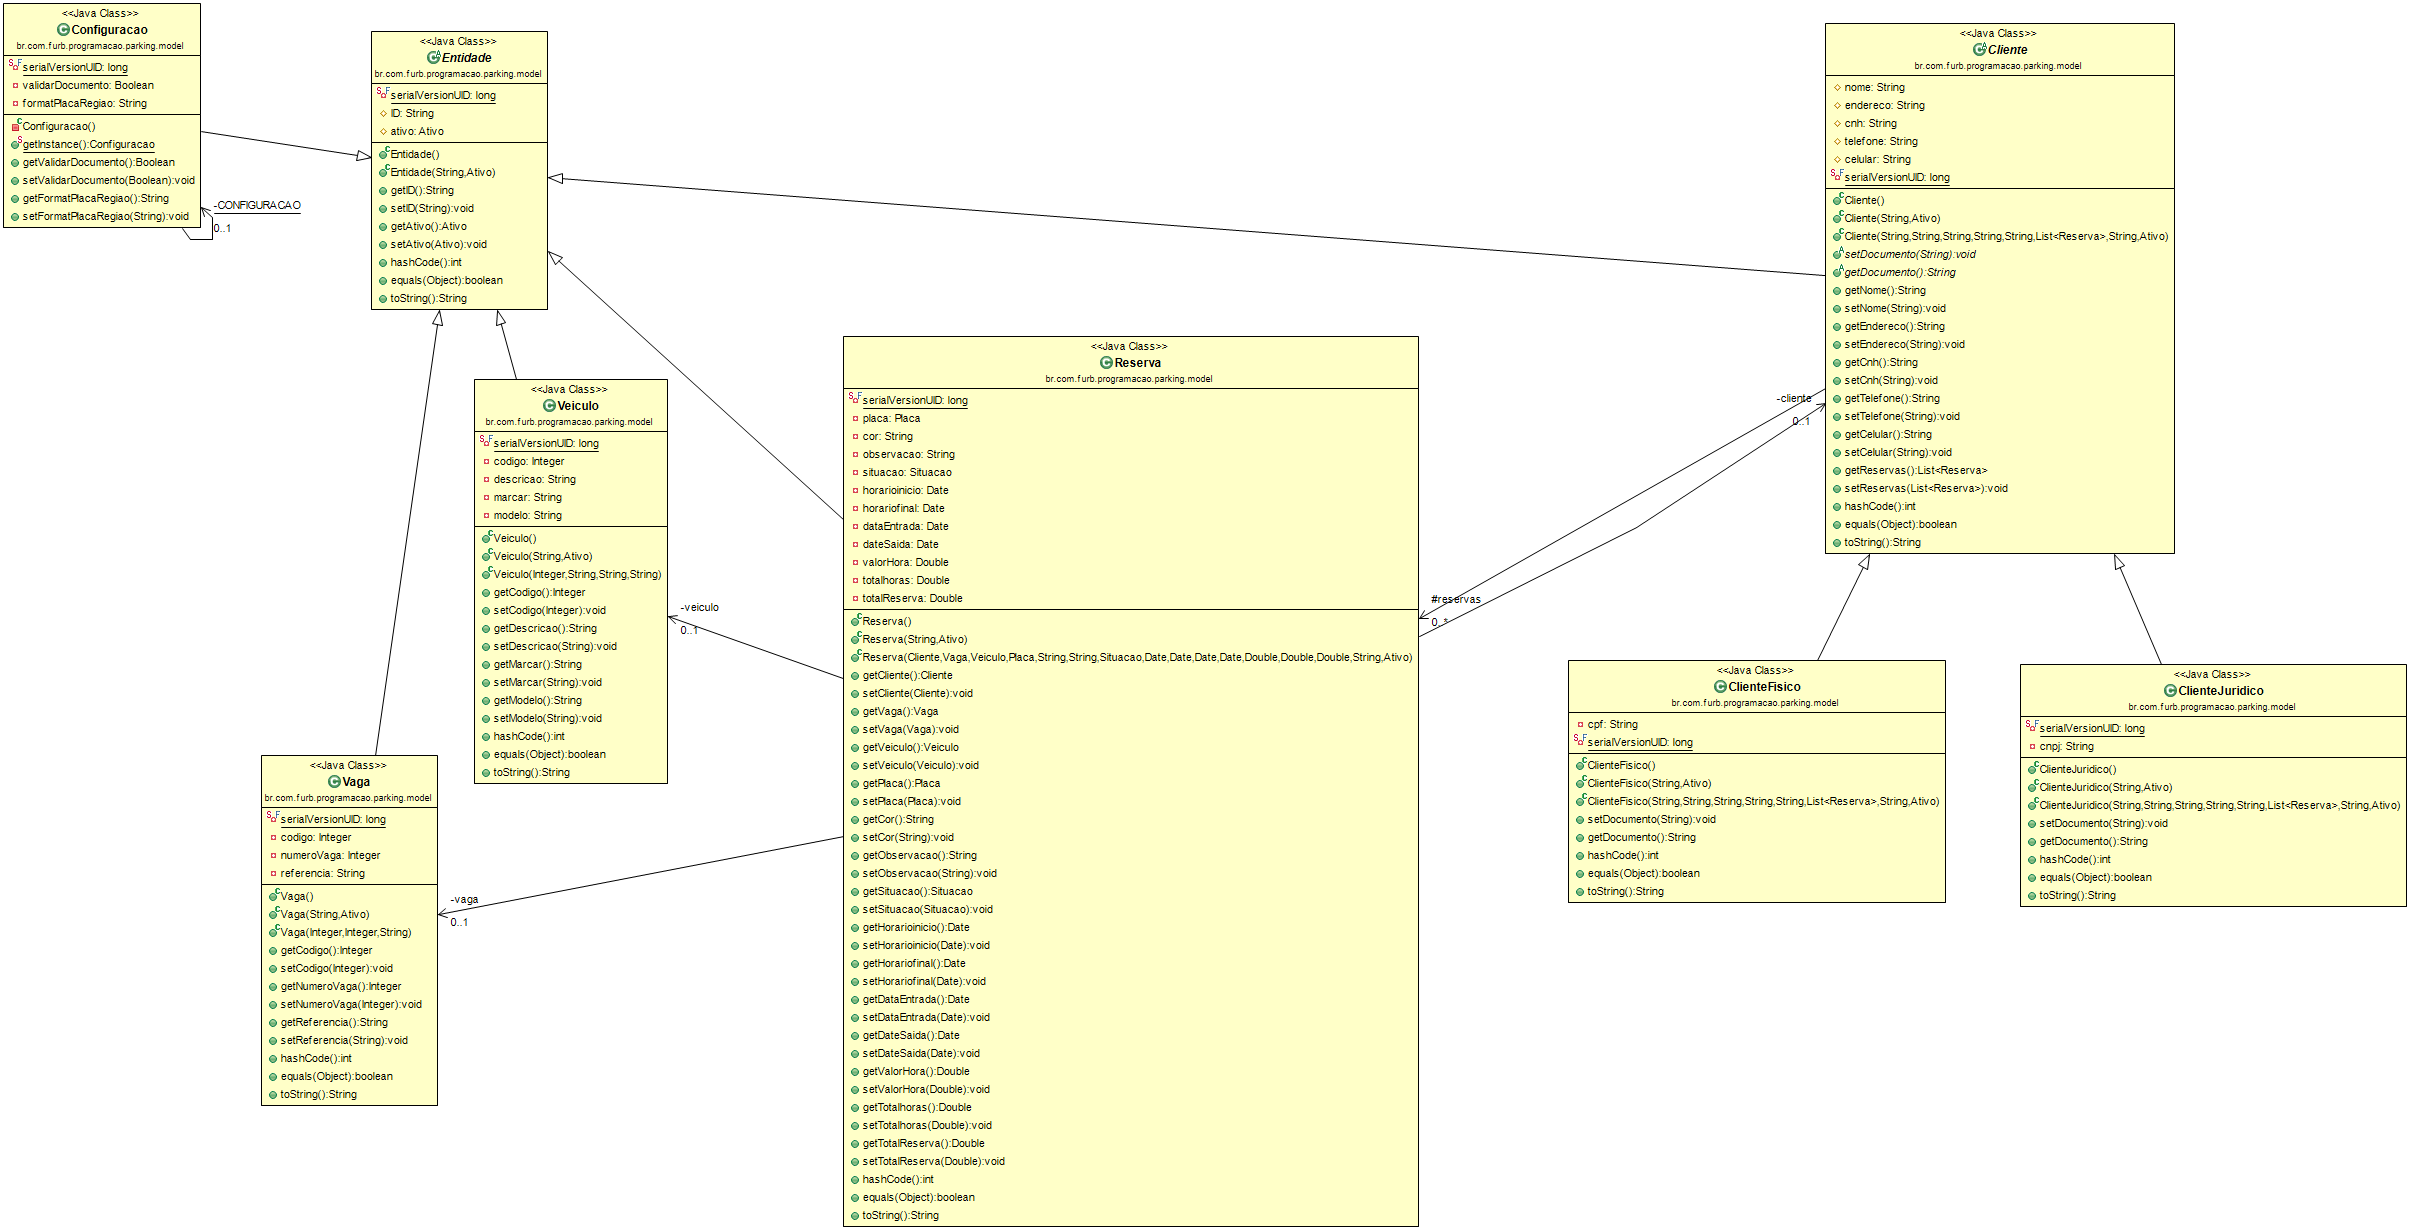 <<Java Class>>
Configuracao
br.com.furb.programacao.parking.model
serialVersionUID: long
validarDocumento: Boolean
formatPlacaRegiao: String
Configuracao()
getInstance():Configuracao
getValidarDocumento():Boolean
setValidarDocumento(Boolean):void
getFormatPlacaRegiao():String
setFormatPlacaRegiao(String):void
-CONFIGURACAO
0..1
<<Java Class>>
Entidade
br.com.furb.programacao.parking.model
serialVersionUID: long
ID: String
ativo: Ativo
Entidade()
Entidade(String,Ativo)
getID():String
setID(String):void
getAtivo():Ativo
setAtivo(Ativo):void
hashCode():int
equals(Object):boolean
toString():String
<<Java Class>>
Cliente
br.com.furb.programacao.parking.model
nome: String
endereco: String
cnh: String
telefone: String
celular: String
serialVersionUID: long
Cliente()
Cliente(String,Ativo)
Cliente(String,String,String,String,String,List<Reserva>,String,Ativo)
setDocumento(String):void
getDocumento():String
getNome():String
setNome(String):void
getEndereco():String
setEndereco(String):void
getCnh():String
setCnh(String):void
getTelefone():String
setTelefone(String):void
getCelular():String
setCelular(String):void
getReservas():List<Reserva>
setReservas(List<Reserva>):void
hashCode():int
equals(Object):boolean
toString():String
-cliente
0..1
#reservas
0..*
<<Java Class>>
Veiculo
br.com.furb.programacao.parking.model
serialVersionUID: long
codigo: Integer
descricao: String
marcar: String
modelo: String
Veiculo()
Veiculo(String,Ativo)
Veiculo(Integer,String,String,String)
getCodigo():Integer
setCodigo(Integer):void
getDescricao():String
setDescricao(String):void
getMarcar():String
setMarcar(String):void
getModelo():String
setModelo(String):void
hashCode():int
equals(Object):boolean
toString():String
-veiculo
0..1
<<Java Class>>
Reserva
br.com.furb.programacao.parking.model
serialVersionUID: long
placa: Placa
cor: String
observacao: String
situacao: Situacao
horarioinicio: Date
horariofinal: Date
dataEntrada: Date
dateSaida: Date
valorHora: Double
totalhoras: Double
totalReserva: Double
Reserva()
Reserva(String,Ativo)
Reserva(Cliente,Vaga,Veiculo,Placa,String,String,Situacao,Date,Date,Date,Date,Double,Double,Double,String,Ativo)
getCliente():Cliente
setCliente(Cliente):void
getVaga():Vaga
setVaga(Vaga):void
getVeiculo():Veiculo
setVeiculo(Veiculo):void
getPlaca():Placa
setPlaca(Placa):void
getCor():String
setCor(String):void
getObservacao():String
setObservacao(String):void
getSituacao():Situacao
setSituacao(Situacao):void
getHorarioinicio():Date
setHorarioinicio(Date):void
getHorariofinal():Date
setHorariofinal(Date):void
getDataEntrada():Date
setDataEntrada(Date):void
getDateSaida():Date
setDateSaida(Date):void
getValorHora():Double
setValorHora(Double):void
getTotalhoras():Double
setTotalhoras(Double):void
getTotalReserva():Double
setTotalReserva(Double):void
hashCode():int
equals(Object):boolean
toString():String
<<Java Class>>
Vaga
br.com.furb.programacao.parking.model
serialVersionUID: long
codigo: Integer
numeroVaga: Integer
referencia: String
Vaga()
Vaga(String,Ativo)
Vaga(Integer,Integer,String)
getCodigo():Integer
setCodigo(Integer):void
getNumeroVaga():Integer
setNumeroVaga(Integer):void
getReferencia():String
setReferencia(String):void
hashCode():int
equals(Object):boolean
toString():String
-vaga
0..1
<<Java Class>>
ClienteFisico
br.com.furb.programacao.parking.model
cpf: String
serialVersionUID: long
ClienteFisico()
ClienteFisico(String,Ativo)
ClienteFisico(String,String,String,String,String,List<Reserva>,String,Ativo)
setDocumento(String):void
getDocumento():String
hashCode():int
equals(Object):boolean
toString():String
<<Java Class>>
ClienteJuridico
br.com.furb.programacao.parking.model
serialVersionUID: long
cnpj: String
ClienteJuridico()
ClienteJuridico(String,Ativo)
ClienteJuridico(String,String,String,String,String,List<Reserva>,String,Ativo)
setDocumento(String):void
getDocumento():String
hashCode():int
equals(Object):boolean
toString():String